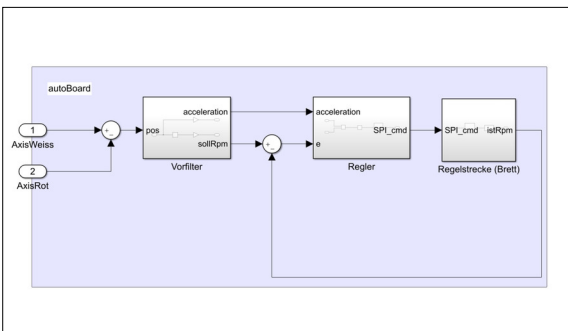 autoBoard
1
AxisWeiss
2
AxisRot
+
-
pos
acceleration
sollRpm
Vorfilter
+
-
acceleration
e
SPI_cmd
Regler
SPI_cmd
istRpm
Regelstrecke (Brett)